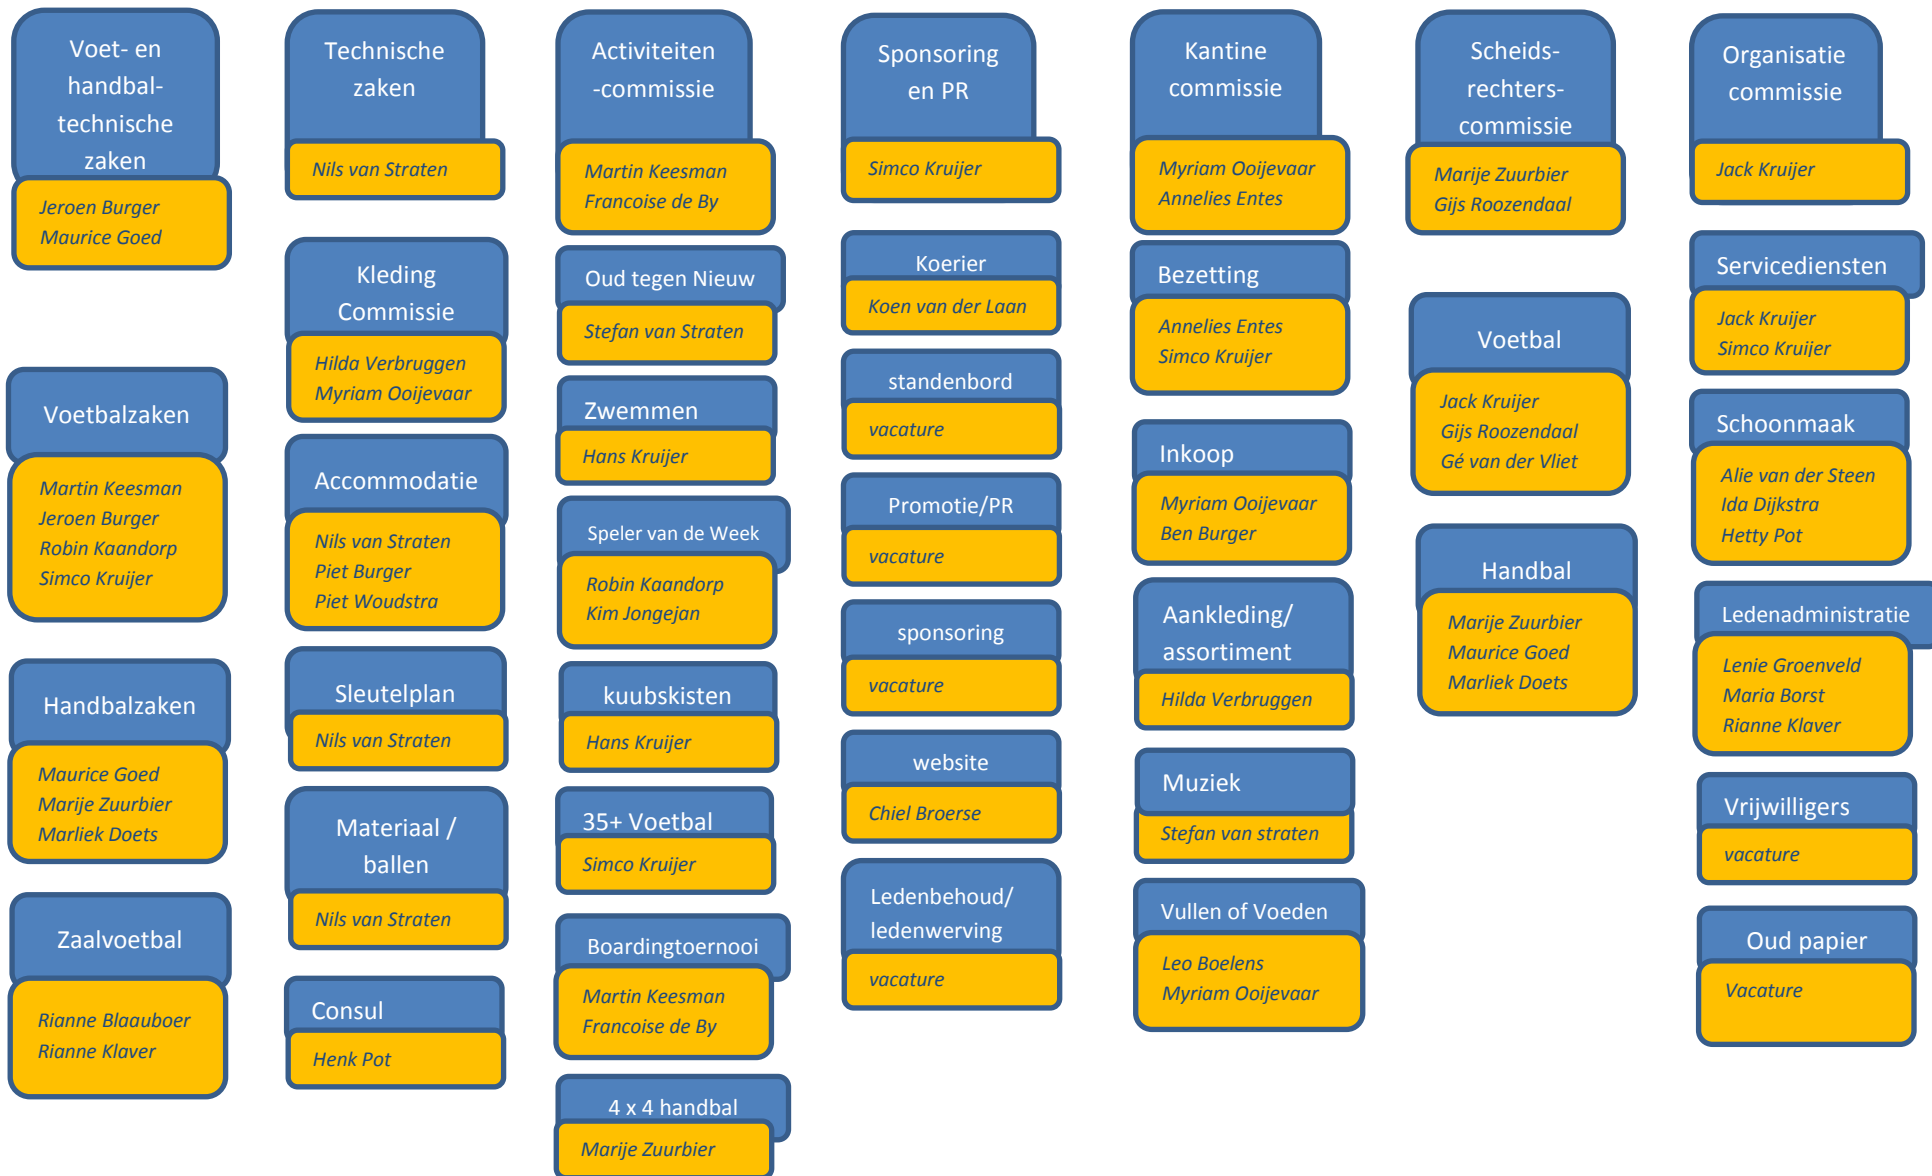 Voet- en
handbal-
technische
zaken
Jeroen Burger
Maurice Goed
Voetbalzaken
Martin Keesman
Jeroen Burger
Robin Kaandorp
Simco Kruijer
Handbalzaken
Maurice Goed
Marije Zuurbier
Marliek Doets
Zaalvoetbal
Rianne Blaauboer
Rianne Klaver
Technische
zaken
Nils van Straten
Kleding
Commissie
Hilda Verbruggen
Myriam Ooijevaar
Accommodatie
Nils van Straten
Piet Burger
Piet Woudstra
Sleutelplan
Nils van Straten
Materiaal /
ballen
Nils van Straten
Consul
Henk Pot
Activiteiten
-commissie
Martin Keesman
Francoise de By
Oud tegen Nieuw
Stefan van Straten
Zwemmen
Hans Kruijer
Speler van de Week
Robin Kaandorp
Kim Jongejan
kuubskisten
Hans Kruijer
35+ Voetbal
Simco Kruijer
Boardingtoernooi
Martin Keesman
Francoise de By
4 x 4 handbal
Marije Zuurbier
Sponsoring
en PR
Simco Kruijer
Koerier
Koen van der Laan
standenbord
vacature
Promotie/PR
vacature
sponsoring
vacature
website
Chiel Broerse
Ledenbehoud/
ledenwerving
vacature
Kantine
commissie
Myriam Ooijevaar
Annelies Entes
Bezetting
Annelies Entes
Simco Kruijer
Inkoop
Myriam Ooijevaar
Ben Burger
Aankleding/
assortiment
Hilda Verbruggen
Muziek
Stefan van straten
Vullen of Voeden
Leo Boelens
Myriam Ooijevaar
Scheids-
rechters-
commissie
Marije Zuurbier
Gijs Roozendaal
Voetbal
Jack Kruijer
Gijs Roozendaal
Gé van der Vliet
Handbal
Marije Zuurbier
Maurice Goed
Marliek Doets
Organisatie
commissie
Jack Kruijer
Servicediensten
Jack Kruijer
Simco Kruijer
Schoonmaak
Alie van der Steen
Ida Dijkstra
Hetty Pot
Ledenadministratie
Lenie Groenveld
Maria Borst
Rianne Klaver
Vrijwilligers
vacature
Oud papier
Vacature